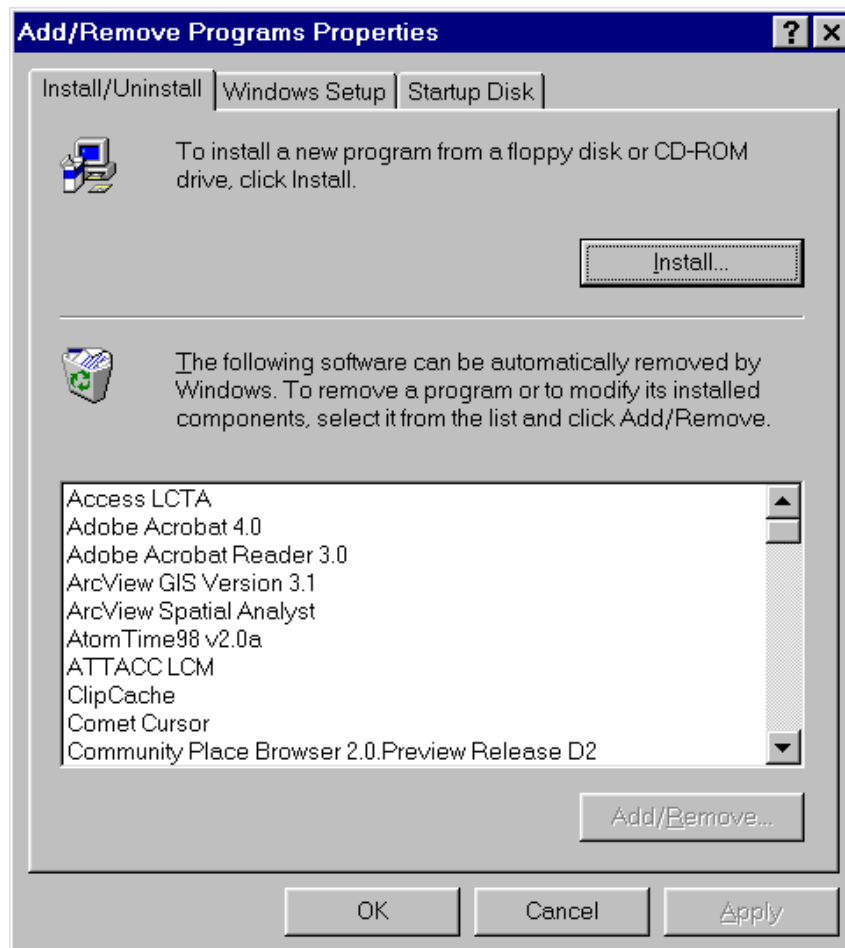 Add/Remove Programs Properties
Install/Uninstall
Windows Setup
Startup Disk
To install a new program from a floppy disk or CD-ROM
drive, click Install.
Install...
The following software can be automatically removed by
Windows. To remove a program or to modify its installed
components, select it from the list and click Add/Remove.
Access LCTA
Adobe Acrobat 4.0
Adobe Acrobat Reader 3.0
ArcView GIS Version 3.1
ArcView Spatial Analyst
AtomTime98 v2.0a
ATTACC LCM
ClipCache
Comet Cursor
Community Place Browser 2.0.Preview Release D2
Add/Remove...
OK
Cancel
Apply